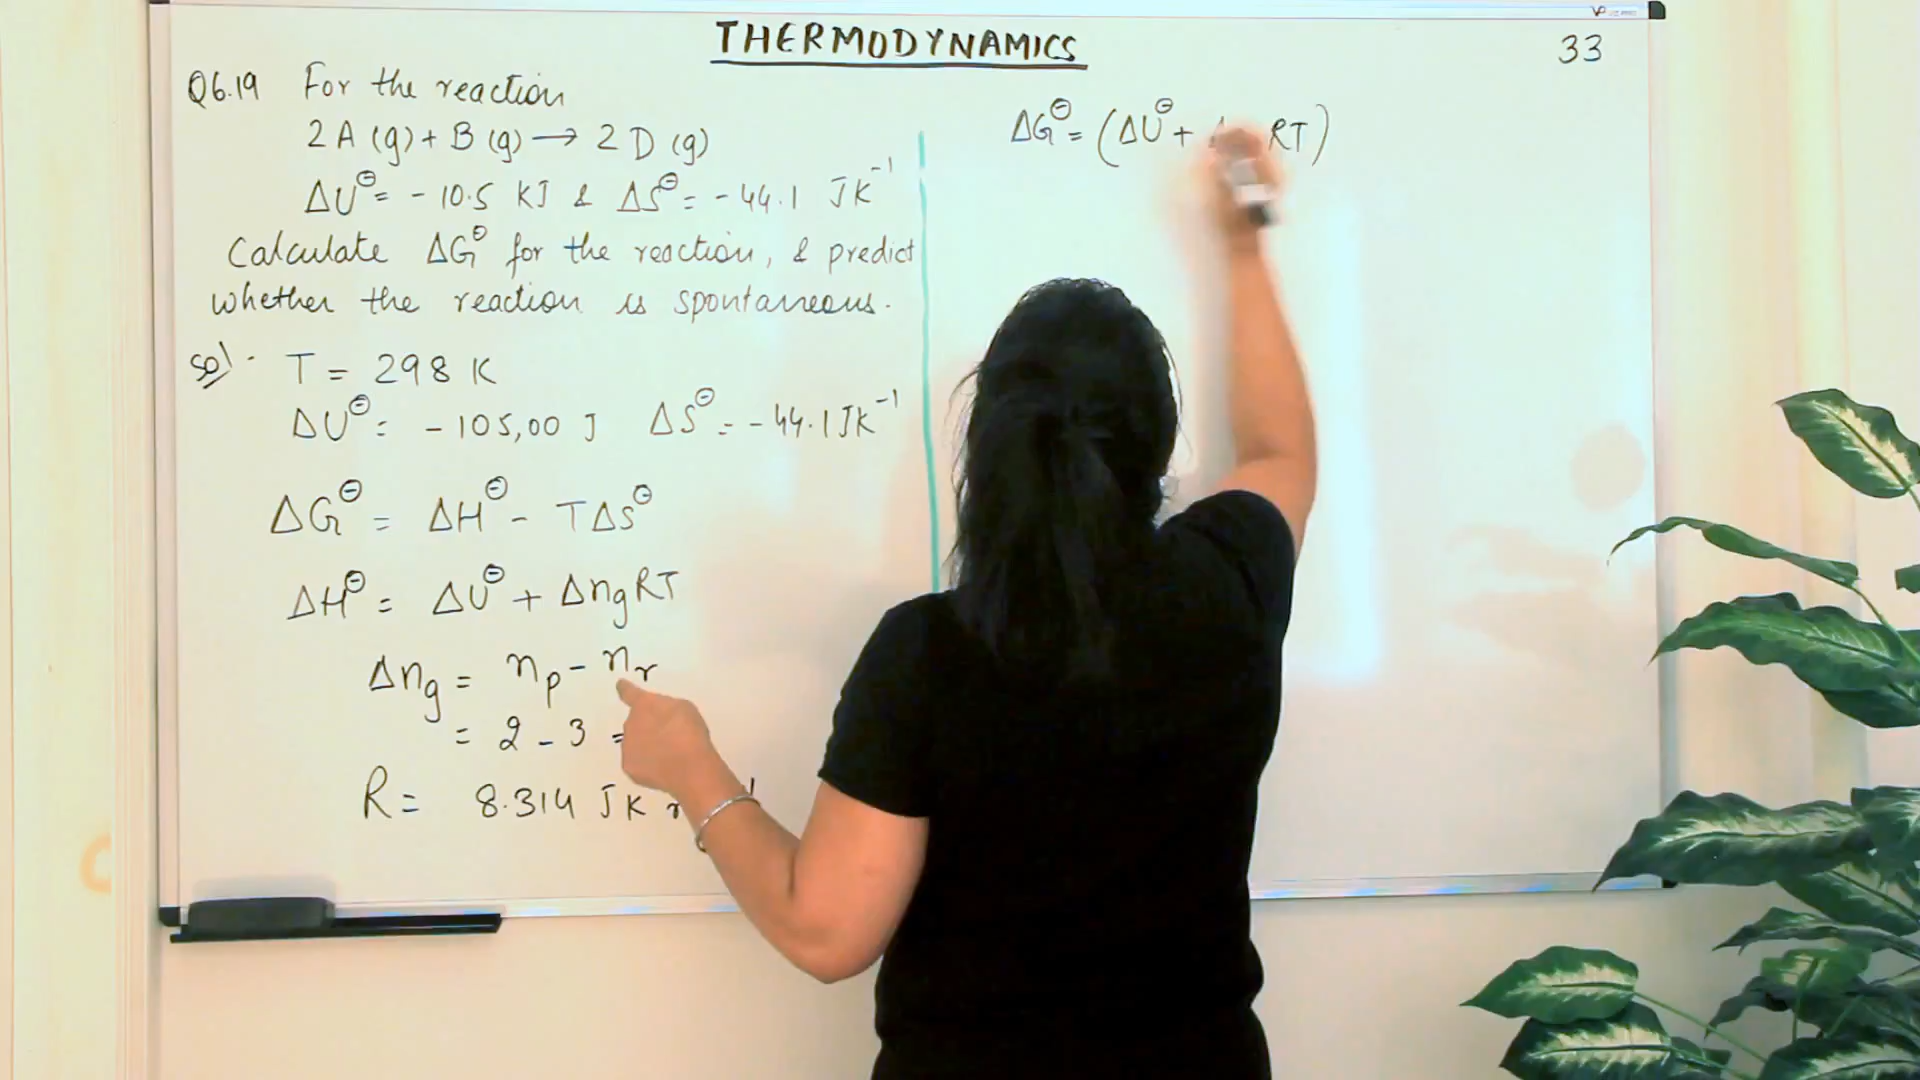 THERMODYNAMICS
33
Q6.19 For the reaction
2A (g) + B (g) → 2D (g)
ΔU⊖ = -10.5 KJ & ΔS⊖ = -44.1 JK⁻¹
Calculate ΔG⊖ for the reaction, & predict
whether the reaction is spontaneous.
Sol. T = 298 K
ΔU⊖ = -105,00 J ΔS⊖ = -44.1 JK⁻¹
ΔG⊖ = ΔH⊖ - TΔS⊖
ΔH⊖ = ΔU⊖ + ΔngRT
Δng = np - nr
= 2 - 3 =
R = 8.314 JK
ΔG⊖ = (ΔU⊖ + RT)